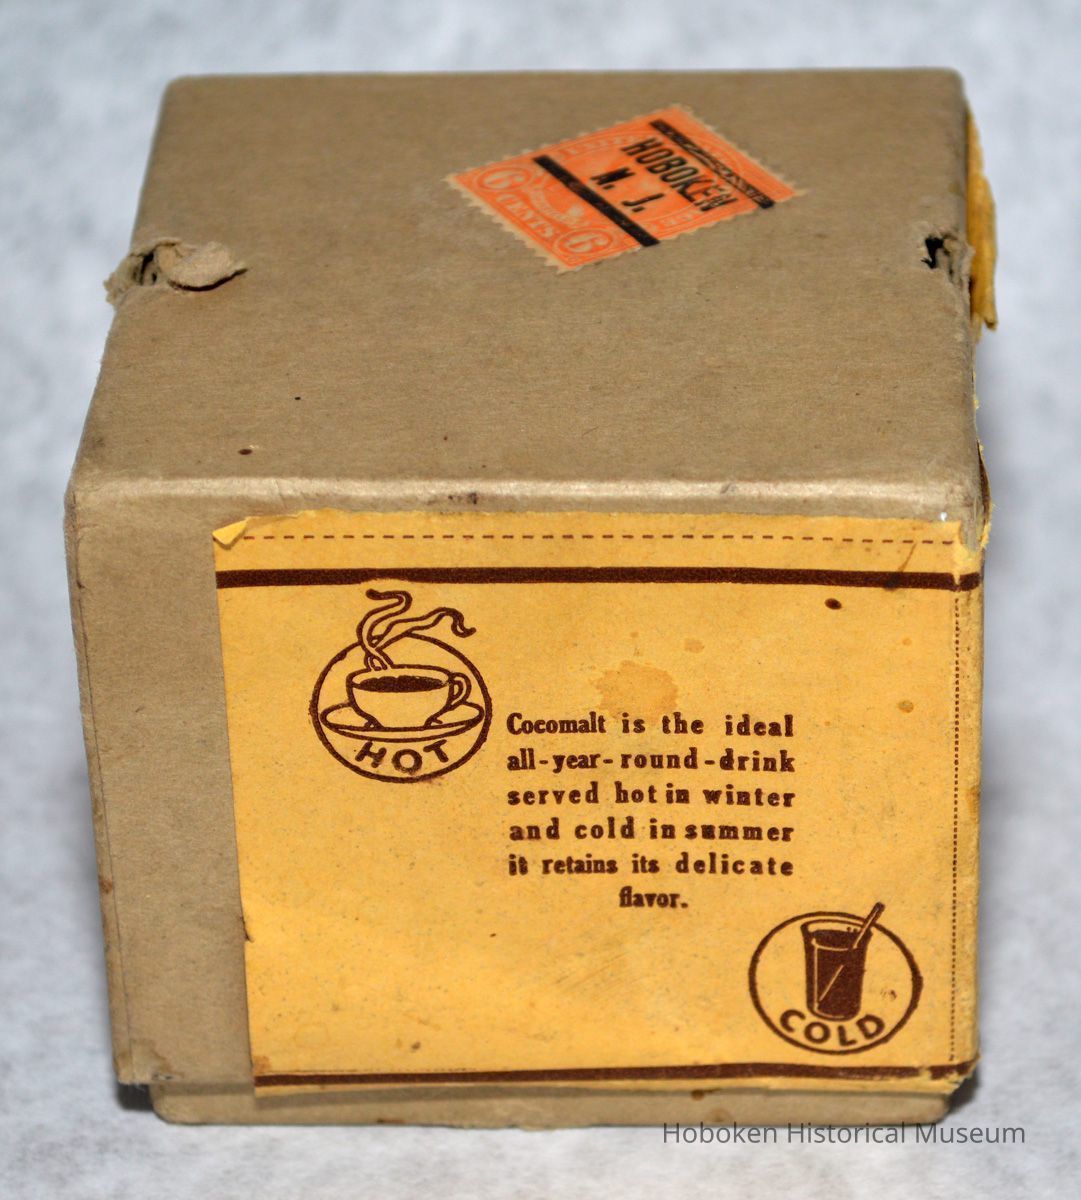 HOBOKEN
N. J.
6 CENTS 6
HOT
Cocomalt is the ideal
all-year-round-drink
served hot in winter
and cold in summer
it retains its delicate
flavor.
COLD
Hoboken Historical Museum